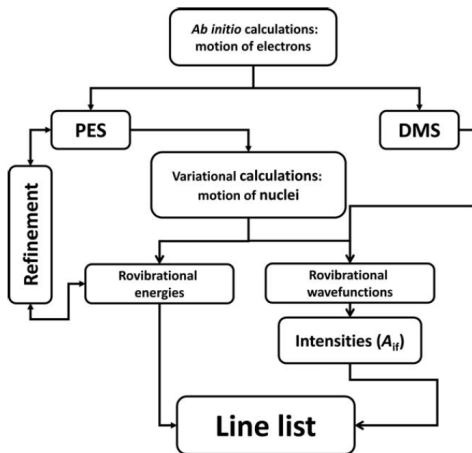 Ab initio calculations:
motion of electrons
PES
DMS
Variational calculations:
motion of nuclei
Refinement
Rovibrational
energies
Rovibrational
wavefunctions
Intensities (Aif)
Line list